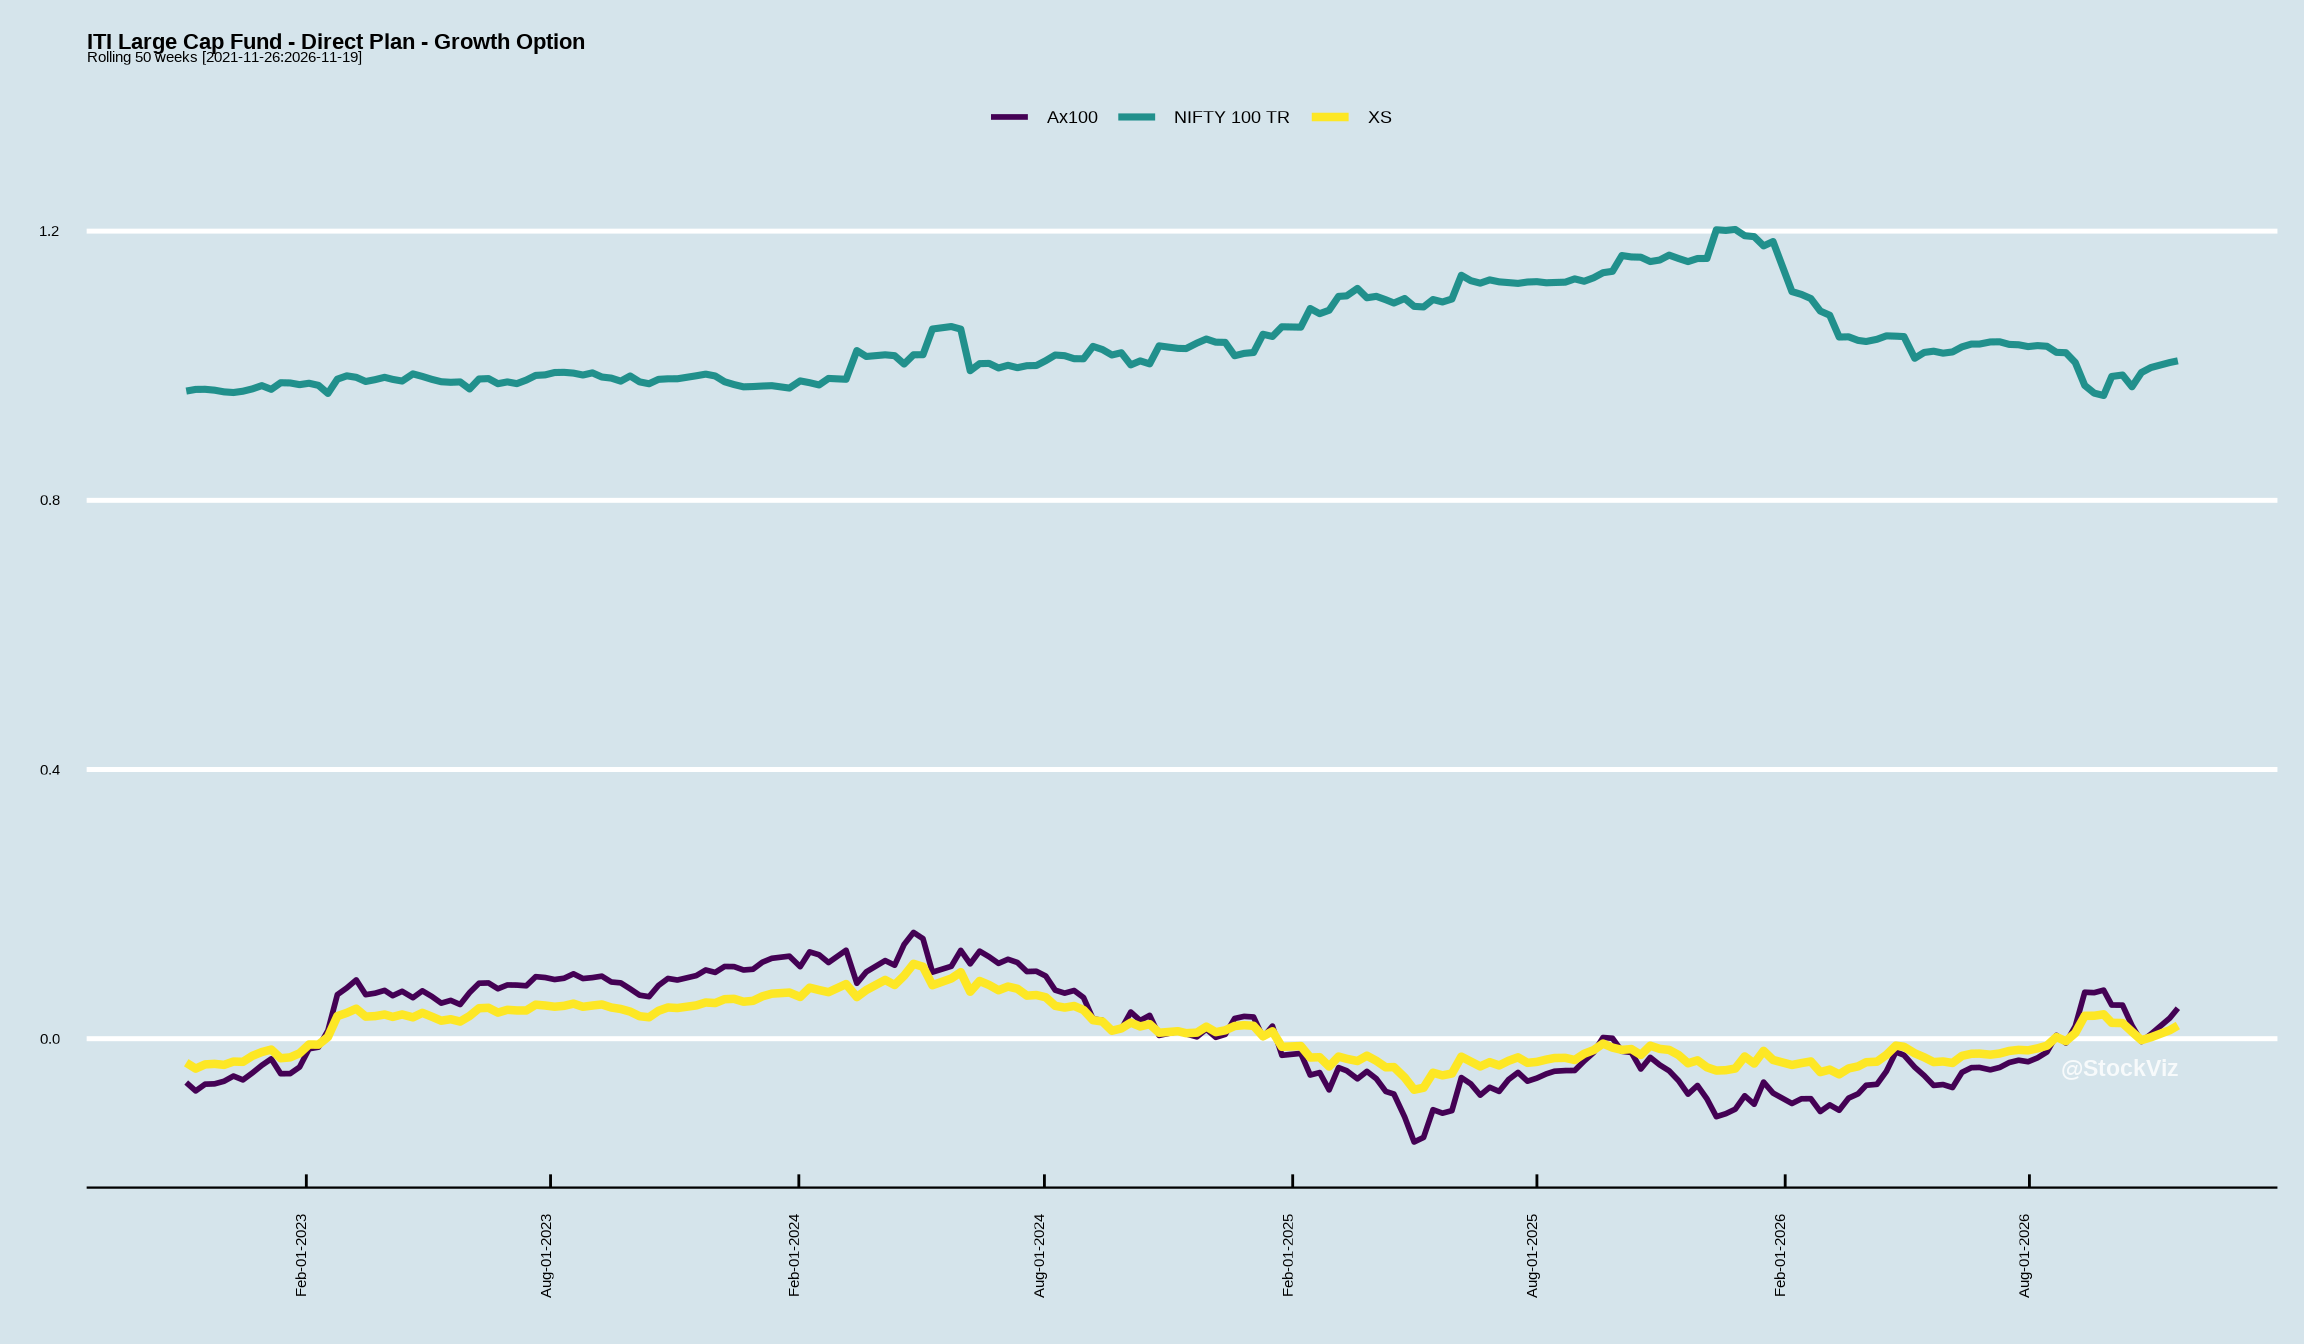 ITI Large Cap Fund - Direct Plan - Growth Option
Rolling 50 weeks [2021-11-26:2026-11-19]
Ax100 NIFTY 100 TR XS
1.2
0.8
0.4
0.0
@StockViz
Feb-01-2023
Aug-01-2023
Feb-01-2024
Aug-01-2024
Feb-01-2025
Aug-01-2025
Feb-01-2026
Aug-01-2026